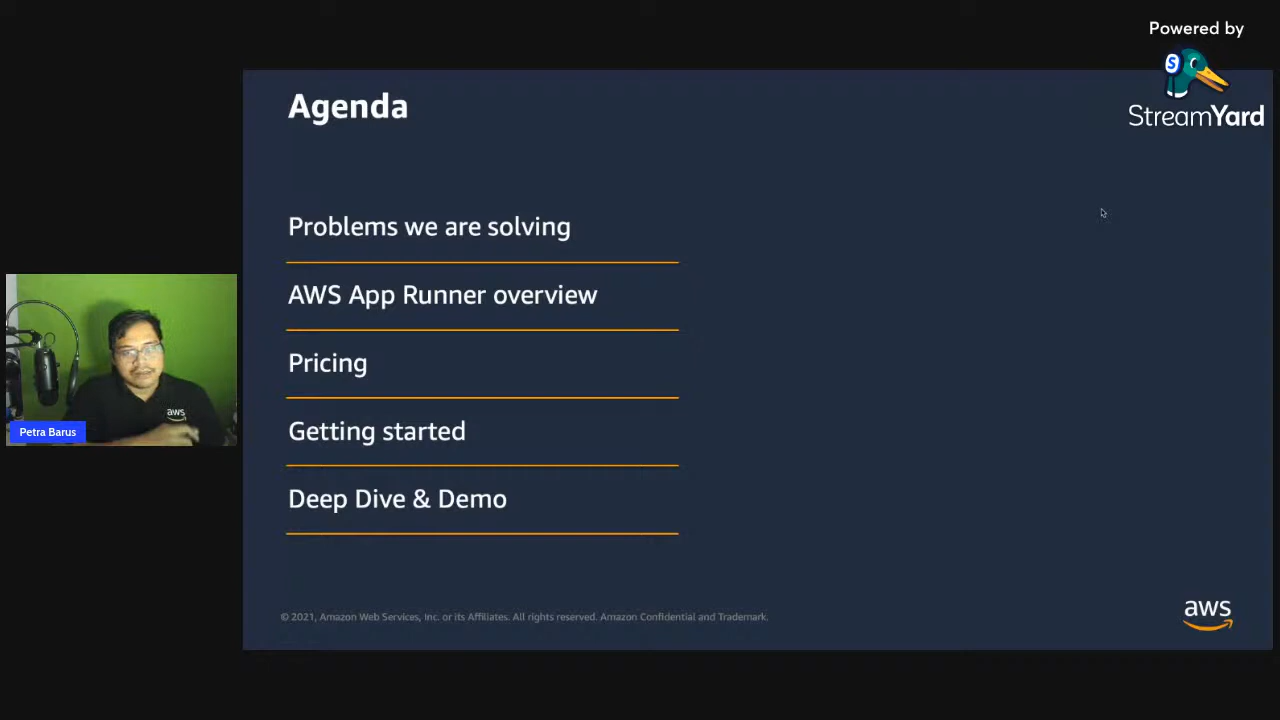 Powered by
StreamYard
Agenda
Problems we are solving
AWS App Runner overview
Pricing
Getting started
Deep Dive & Demo
aws
Petra Barus
© 2021, Amazon Web Services, Inc. or its Affiliates. All rights reserved. Amazon Confidential and Trademark.
aws